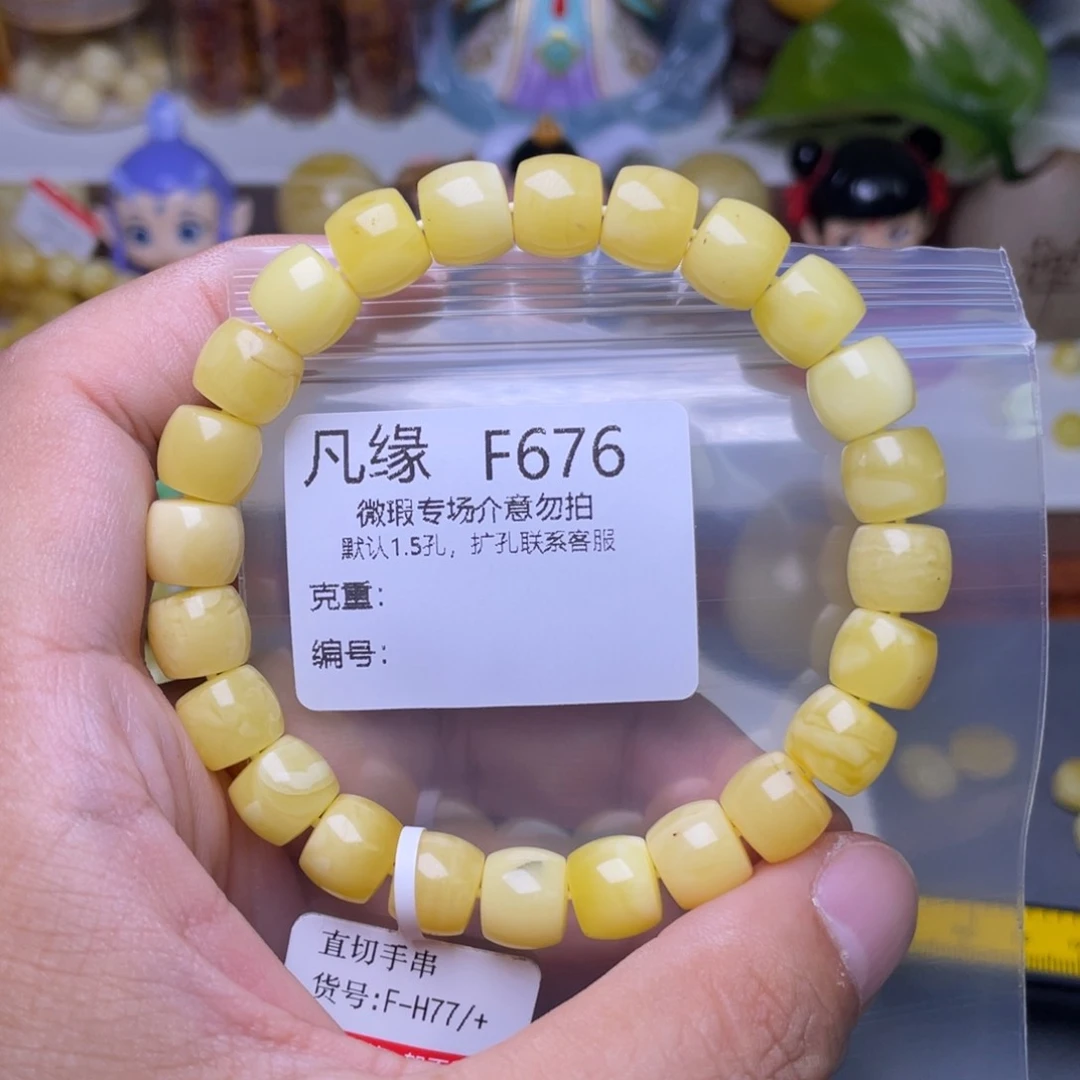 凡缘 F676
微瑕专场介意勿拍
默认1.5孔，扩孔联系客服
克重：
编号：
直切手串
货号:F-H77/+